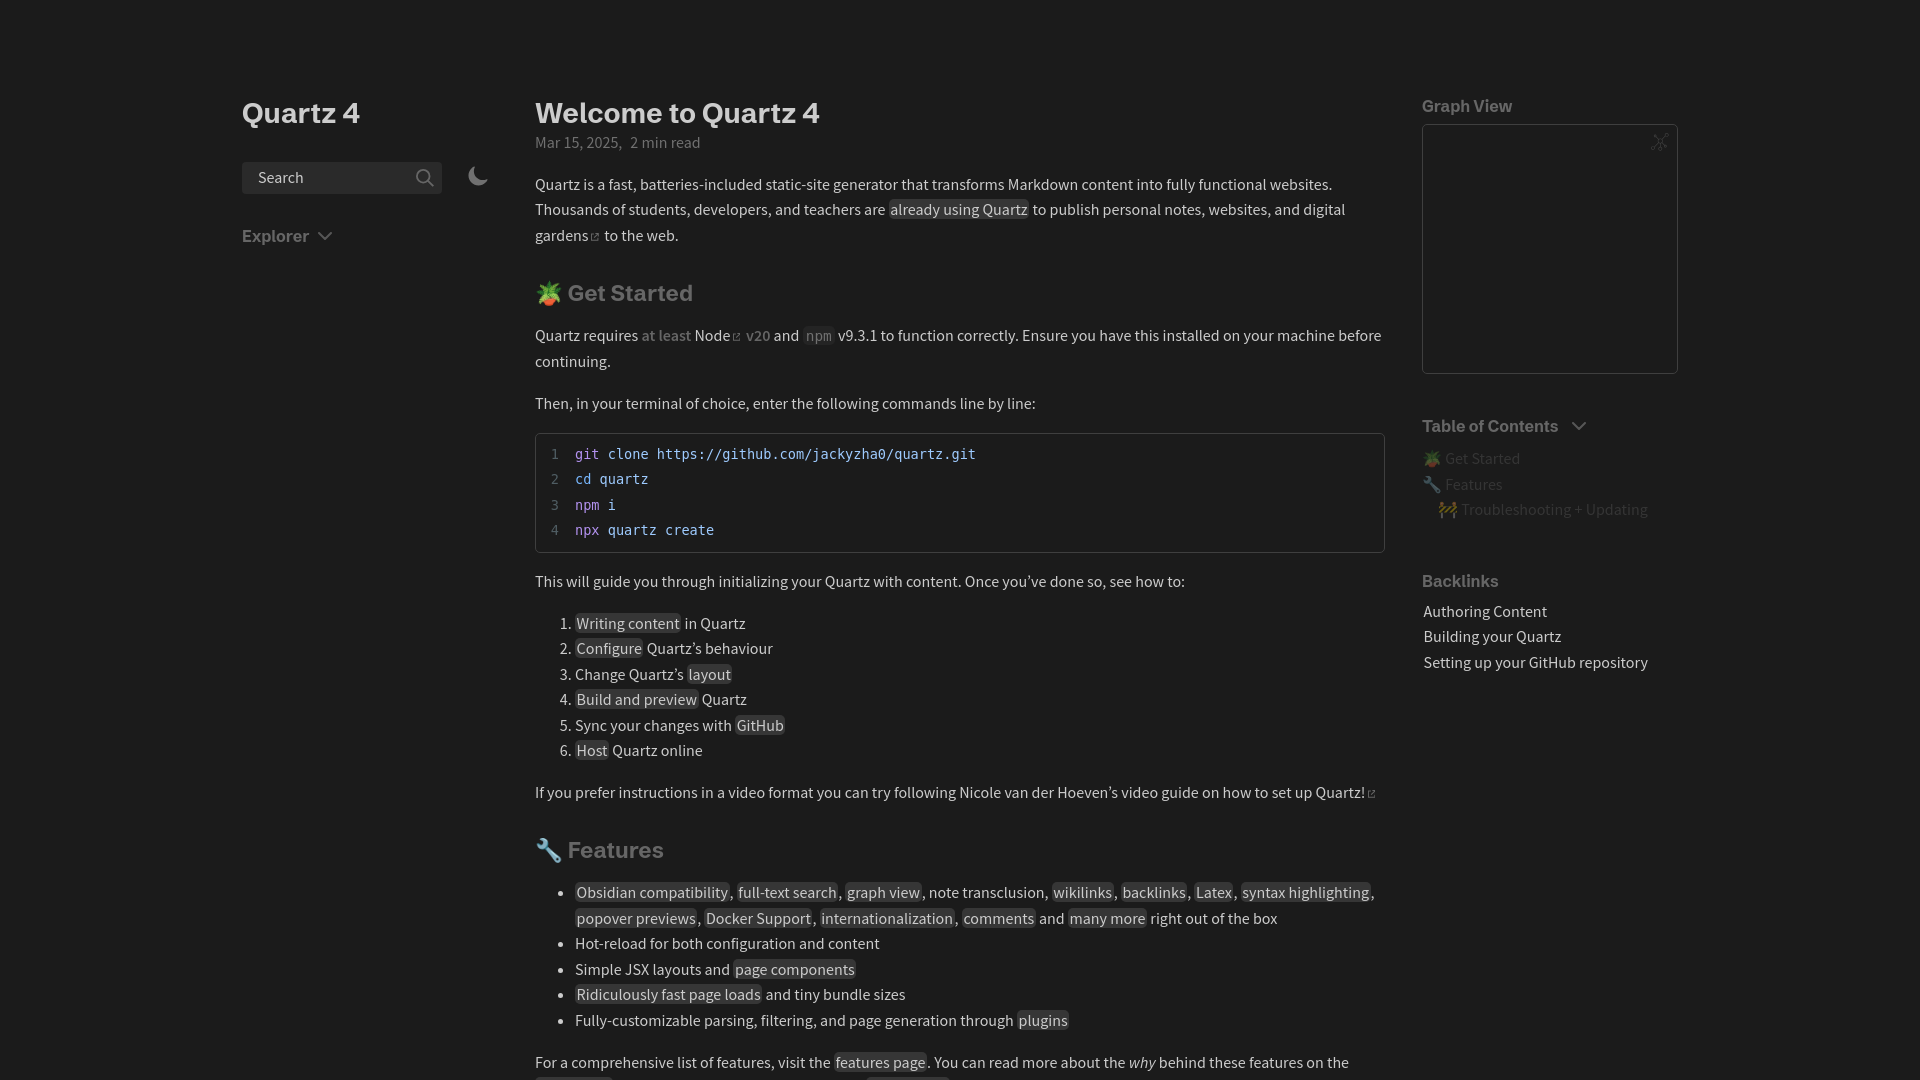 Quartz 4
Search
Explorer
Welcome to Quartz 4
Mar 15, 2025, 2 min read
Quartz is a fast, batteries-included static-site generator that transforms Markdown content into fully functional websites.
Thousands of students, developers, and teachers are already using Quartz to publish personal notes, websites, and digital
gardens to the web.
🪴 Get Started
Quartz requires at least Node v20 and npm v9.3.1 to function correctly. Ensure you have this installed on your machine before
continuing.
Then, in your terminal of choice, enter the following commands line by line:
1 git clone https://github.com/jackyzha0/quartz.git
2 cd quartz
3 npm i
4 npx quartz create
This will guide you through initializing your Quartz with content. Once you’ve done so, see how to:
1. Writing content in Quartz
2. Configure Quartz’s behaviour
3. Change Quartz’s layout
4. Build and preview Quartz
5. Sync your changes with GitHub
6. Host Quartz online
If you prefer instructions in a video format you can try following Nicole van der Hoeven’s video guide on how to set up Quartz!
🔧 Features
• Obsidian compatibility, full-text search, graph view, note transclusion, wikilinks, backlinks, Latex, syntax highlighting,
popover previews, Docker Support, internationalization, comments and many more right out of the box
• Hot-reload for both configuration and content
• Simple JSX layouts and page components
• Ridiculously fast page loads and tiny bundle sizes
• Fully-customizable parsing, filtering, and page generation through plugins
For a comprehensive list of features, visit the features page. You can read more about the why behind these features on the
Graph View
Table of Contents
🪴 Get Started
🔧 Features
🚧 Troubleshooting + Updating
Backlinks
Authoring Content
Building your Quartz
Setting up your GitHub repository